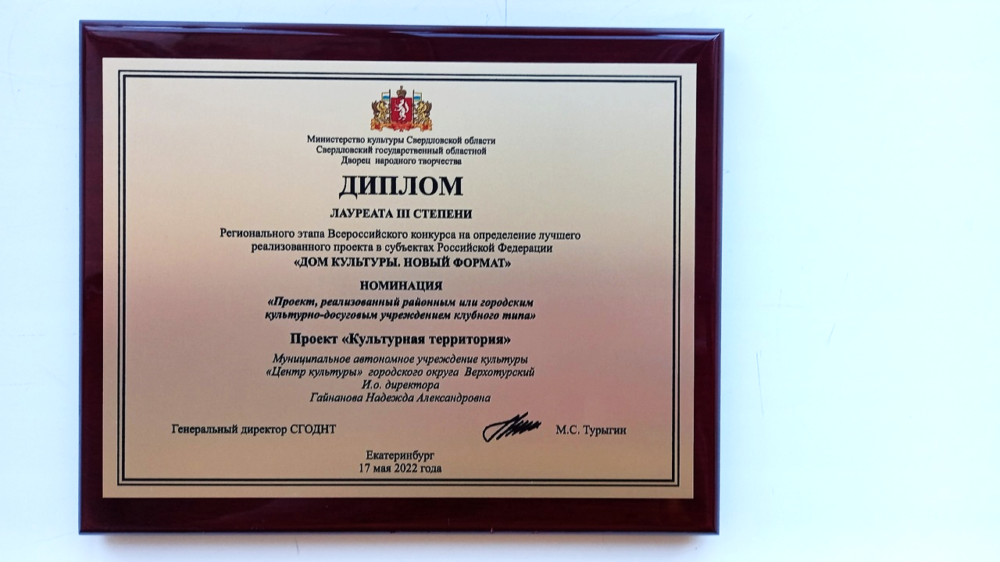 Министерство культуры Свердловской области
Свердловский государственный областной
Дворец народного творчества
ДИПЛОМ
ЛАУРЕАТА III СТЕПЕНИ
Регионального этапа Всероссийского конкурса на определение лучшего
реализованного проекта в субъектах Российской Федерации
«ДОМ КУЛЬТУРЫ. НОВЫЙ ФОРМАТ»
НОМИНАЦИЯ
«Проект, реализованный районным или городским
культурно-досуговым учреждением клубного типа»
Проект «Культурная территория»
Муниципальное автономное учреждение культуры
«Центр культуры» городского округа Верхотурский
И.о. директора
Гайнанова Надежда Александровна
Генеральный директор СГОДНТ М.С. Турыгин
Екатеринбург
17 мая 2022 года